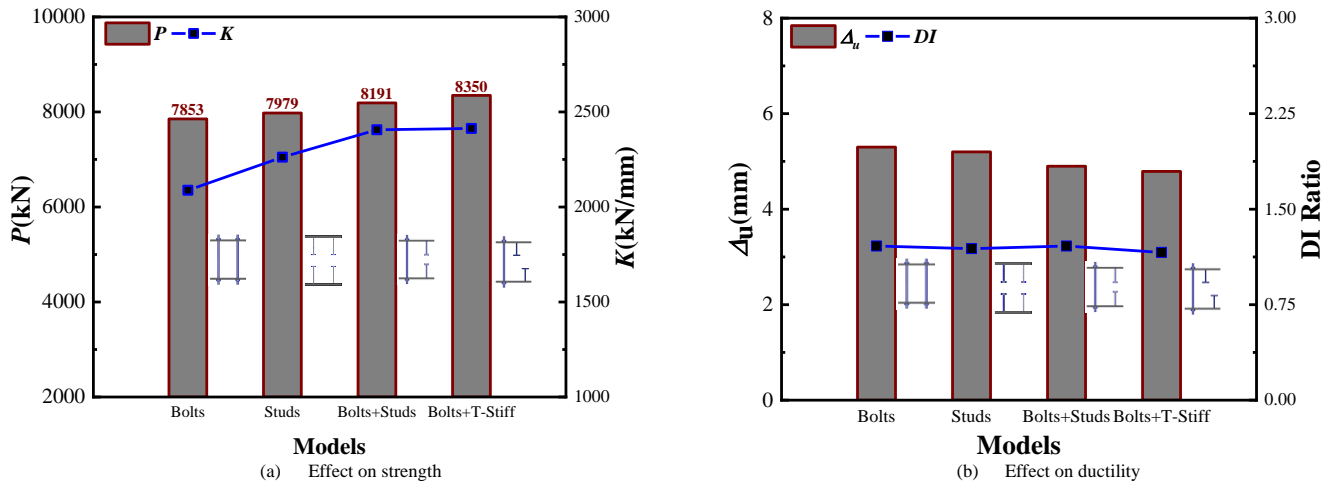 10000
8000
6000
4000
2000
P(kN)
3000
2500
2000
1500
1000
K(kN/mm)
P K
7853
7979
8191
8350
Bolts Studs Bolts+Studs Bolts+T-Stiff
Models
(a) Effect on strength
8
6
4
2
0
Δu(mm)
3.00
2.25
1.50
0.75
0.00
DI Ratio
Δu DI
Bolts Studs Bolts+Studs Bolts+T-Stiff
Models
(b) Effect on ductility